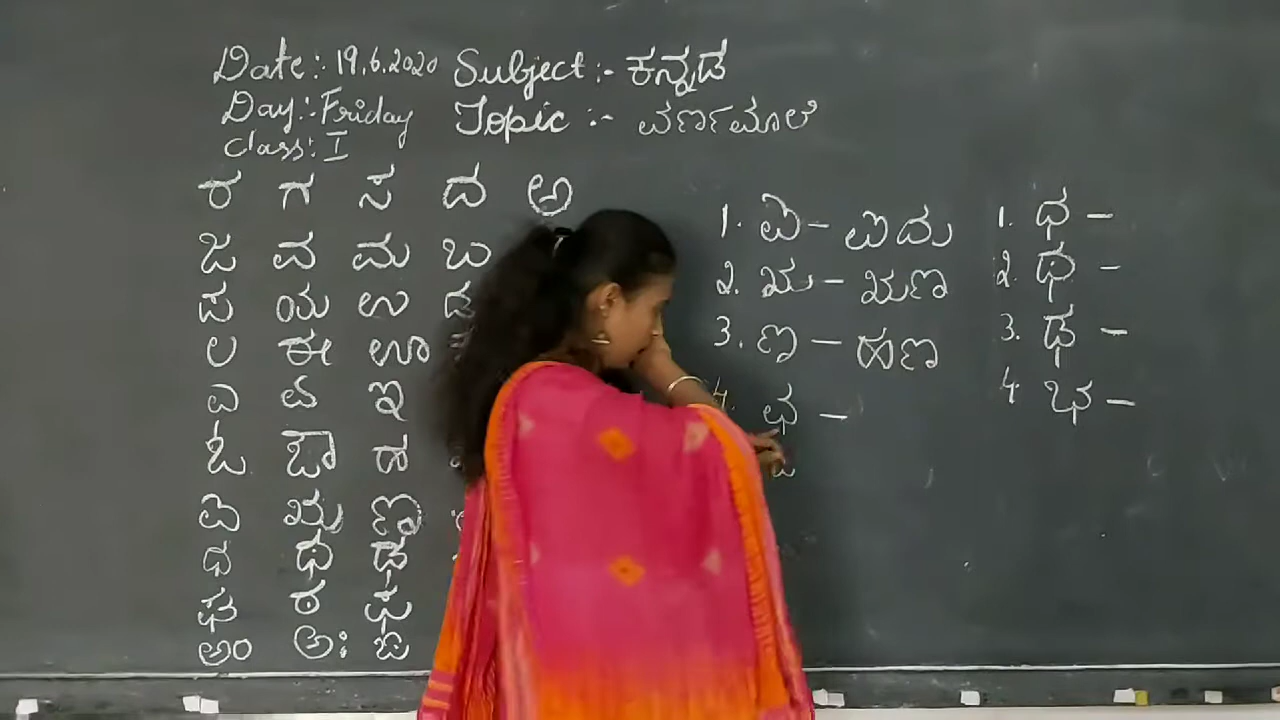 Date:- 19.6.2020 Subject:- ಕನ್ನಡ
Day:- Friday Topic:- ವರ್ಣಮಾಲೆ
Class: I
ರ ಗ ಸ ದ ಅ
ಜ ವ ಮ ಬ
ಪ ಯ ಉ ಡ
ಲ ಈ ಊ
ಎ ಏ ಇ
ಓ ಔ ಹ
ಐ ಋ ಣ
ಧ ಥ ಢ
ಘ ಠ ಫ
ಅಂ ಅಃ
1. ಐ - ಐದು
2. ಋ - ಋಣ
3. ಣ - ಹಣ
4. ಛ -
1. ಧ -
2. ಥ -
3. ಢ -
4 ಭ -